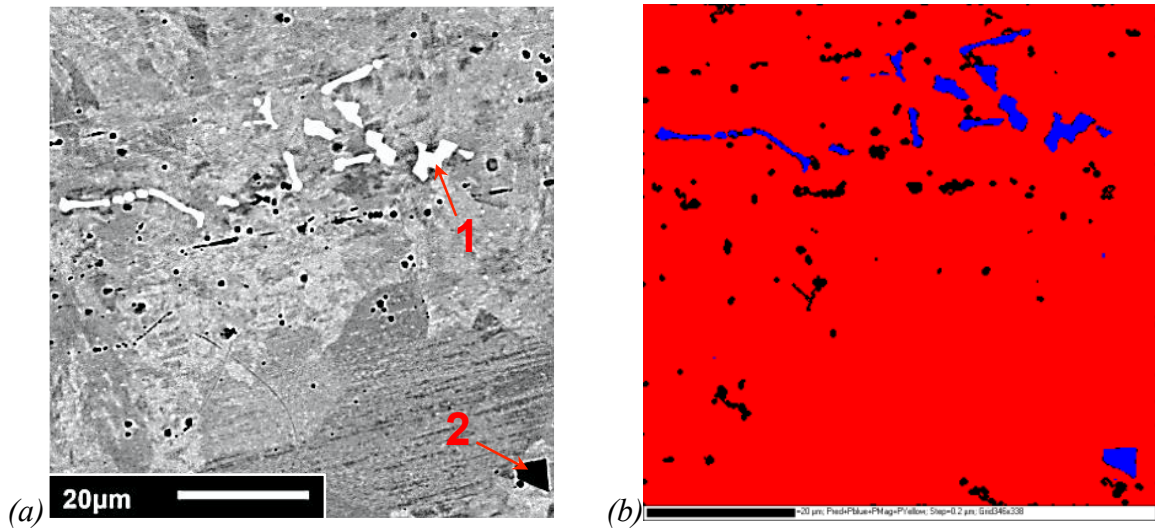 1
2
20μm
(a)
=20 μm; Pred+Pblue+PMag+PYellow; Step=0.2 μm; Grid346x338
(b)